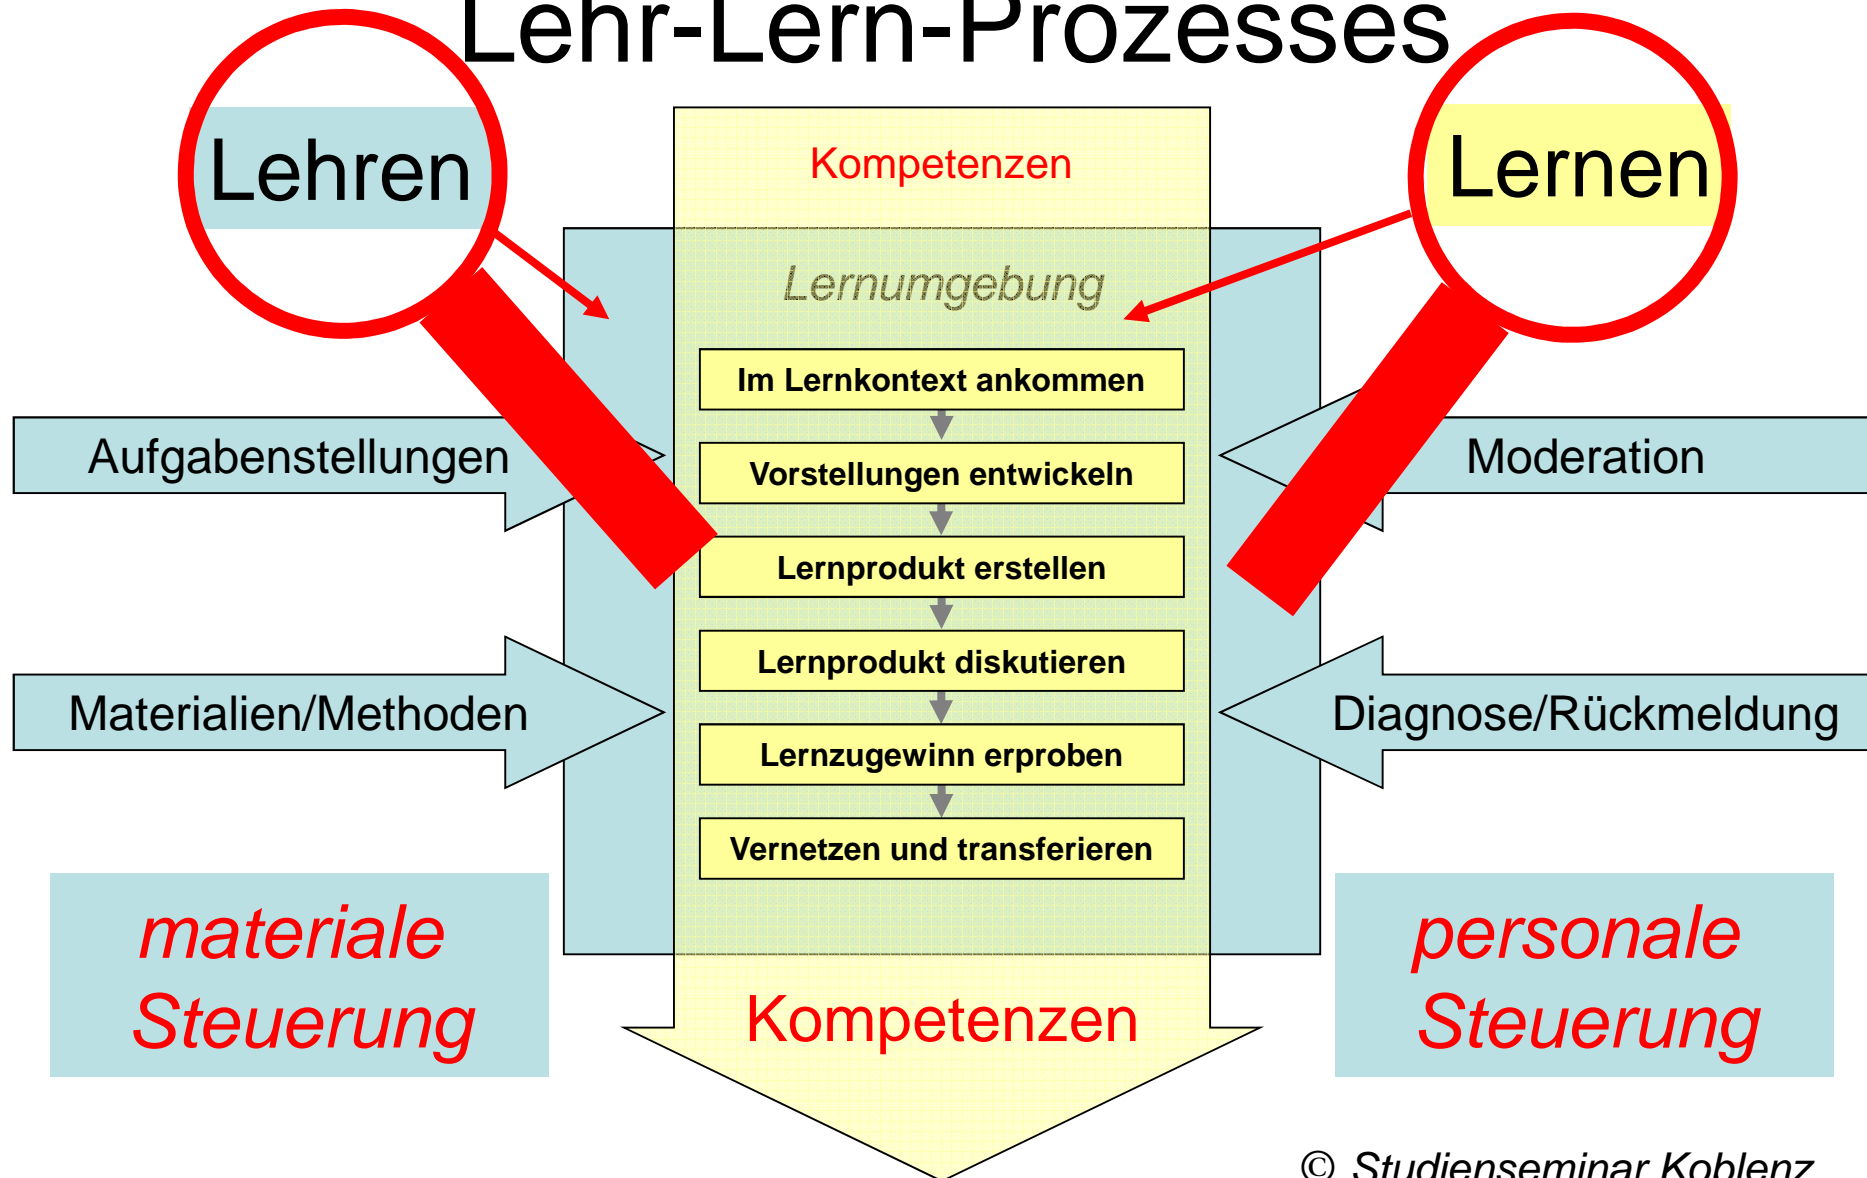 Lehr-Lern-Prozesses
Lehren
Kompetenzen
Lernen
Lernumgebung
Im Lernkontext ankommen
Aufgabenstellungen
Vorstellungen entwickeln
Moderation
Lernprodukt erstellen
Lernprodukt diskutieren
Materialien/Methoden
Diagnose/Rückmeldung
Lernzugewinn erproben
Vernetzen und transferieren
materiale
Steuerung
Kompetenzen
personale
Steuerung
© Studienseminar Koblenz